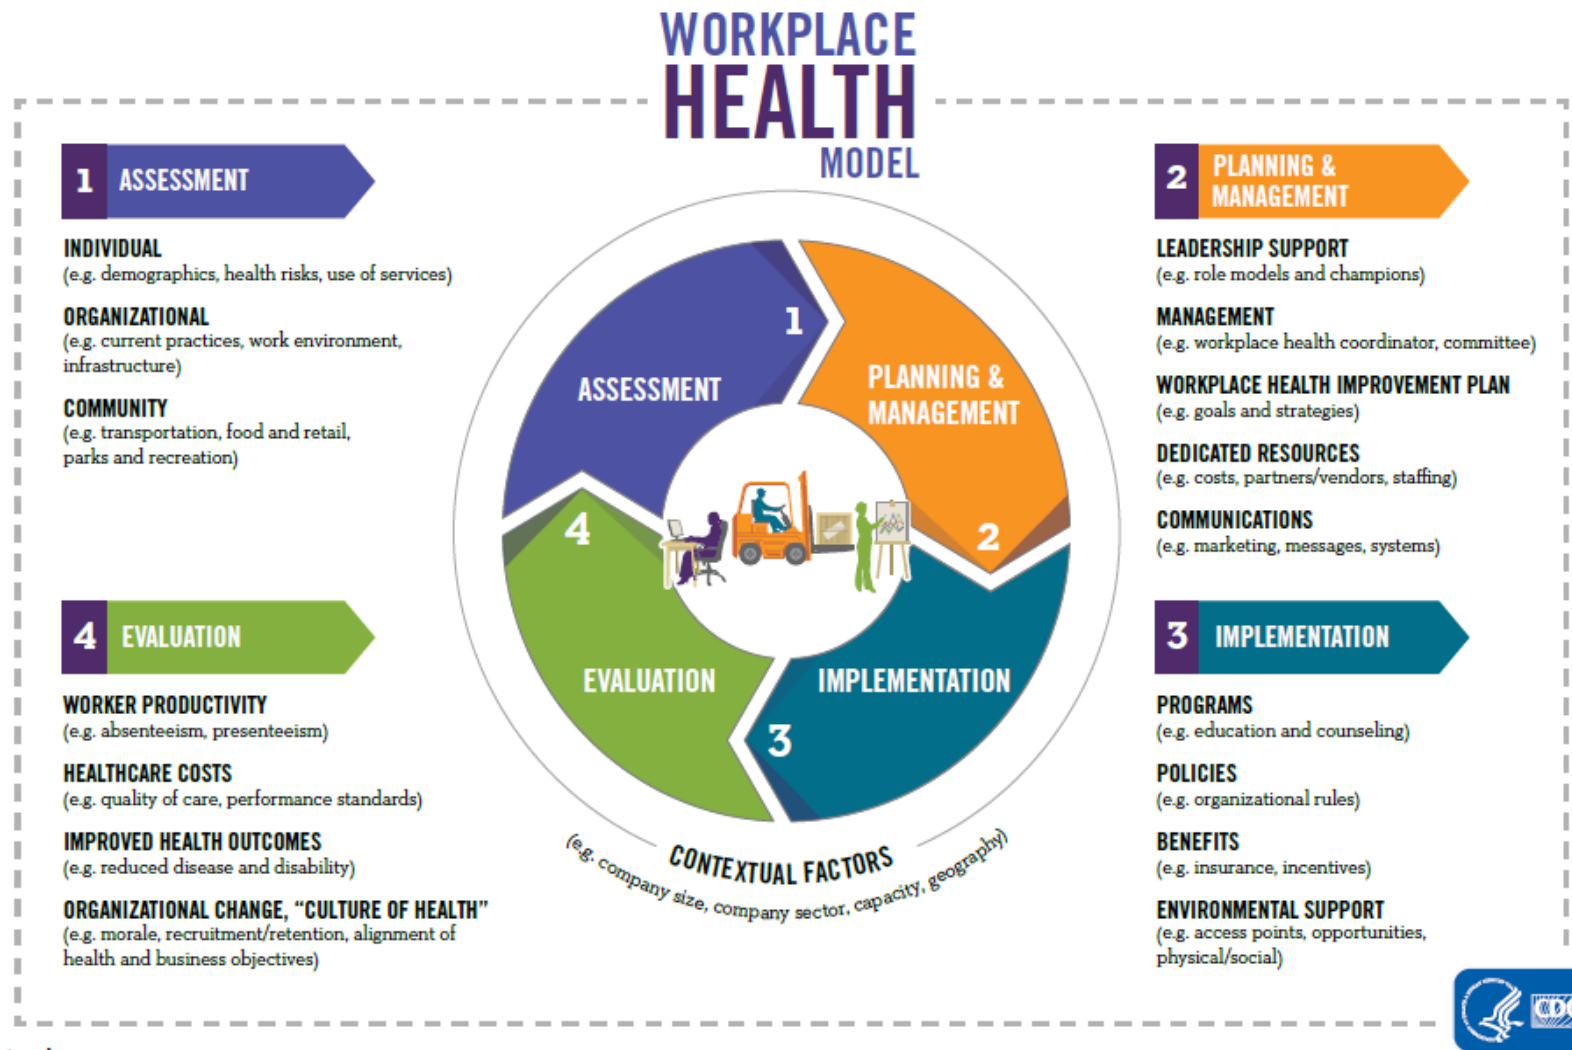 WORKPLACE
HEALTH
MODEL
1 ASSESSMENT
INDIVIDUAL
(e.g. demographics, health risks, use of services)
ORGANIZATIONAL
(e.g. current practices, work environment,
infrastructure)
COMMUNITY
(e.g. transportation, food and retail,
parks and recreation)
2 PLANNING &
MANAGEMENT
LEADERSHIP SUPPORT
(e.g. role models and champions)
MANAGEMENT
(e.g. workplace health coordinator, committee)
WORKPLACE HEALTH IMPROVEMENT PLAN
(e.g. goals and strategies)
DEDICATED RESOURCES
(e.g. costs, partners/vendors, staffing)
COMMUNICATIONS
(e.g. marketing, messages, systems)
1
ASSESSMENT
PLANNING &
MANAGEMENT
2
4
EVALUATION
IMPLEMENTATION
3
CONTEXTUAL FACTORS
(e.g. company size, company sector, capacity, geography)
4 EVALUATION
WORKER PRODUCTIVITY
(e.g. absenteeism, presenteeism)
HEALTHCARE COSTS
(e.g. quality of care, performance standards)
IMPROVED HEALTH OUTCOMES
(e.g. reduced disease and disability)
ORGANIZATIONAL CHANGE, “CULTURE OF HEALTH”
(e.g. morale, recruitment/retention, alignment of
health and business objectives)
3 IMPLEMENTATION
PROGRAMS
(e.g. education and counseling)
POLICIES
(e.g. organizational rules)
BENEFITS
(e.g. insurance, incentives)
ENVIRONMENTAL SUPPORT
(e.g. access points, opportunities,
physical/social)